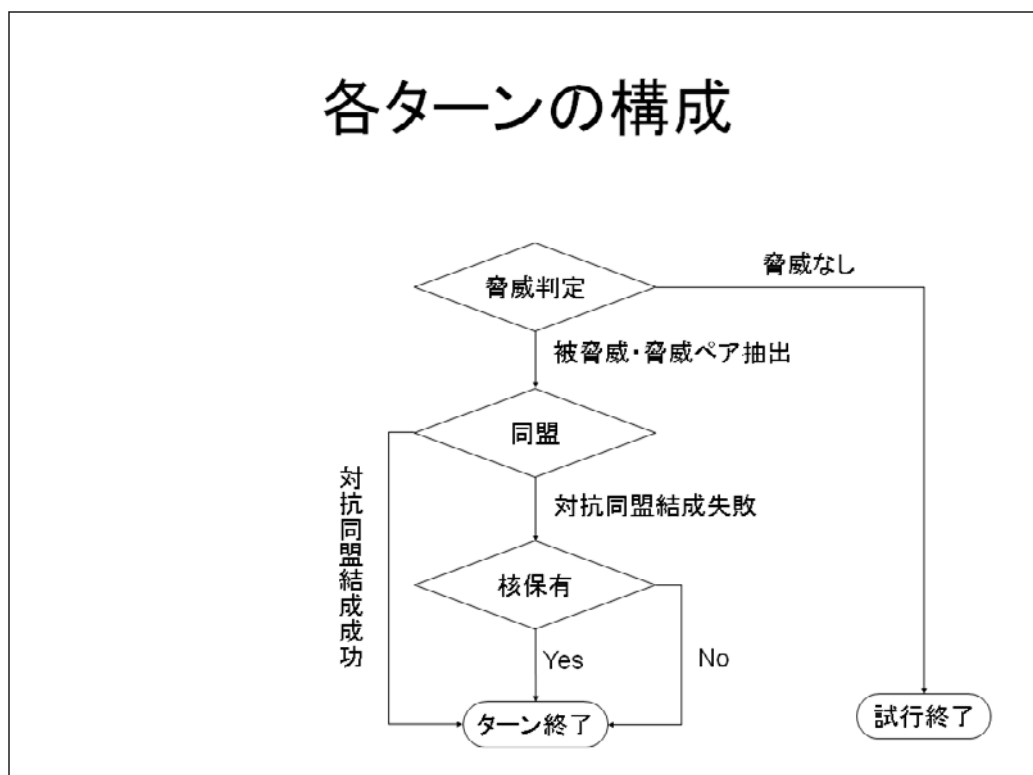 各ターンの構成
脅威なし
脅威判定
被脅威・脅威ペア抽出
同盟
対抗同盟結成成功
対抗同盟結成失敗
核保有
Yes
No
ターン終了
試行終了